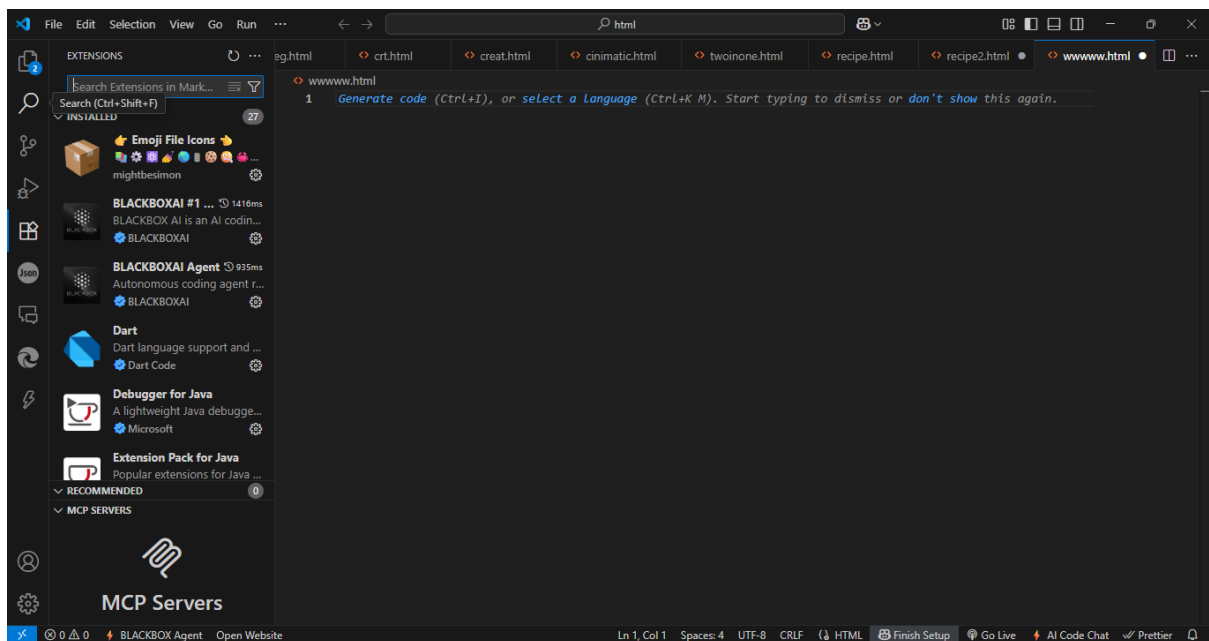 File Edit Selection View Go Run ··· html
EXTENSIONS
eg.html crt.html creat.html cinimatic.html twoinone.html recipe.html recipe2.html wwwww.html
Search Extensions in Mark...
wwwww.html
Search (Ctrl+Shift+F)
1 Generate code (Ctrl+I), or select a language (Ctrl+K M). Start typing to dismiss or don't show this again.
INSTALLED 27
Emoji File Icons
mightbesimon
BLACKBOXAI #1 ... 1416ms
BLACKBOX AI is an AI codin...
BLACKBOXAI
BLACKBOXAI Agent 935ms
Autonomous coding agent r...
BLACKBOXAI
Dart
Dart language support and ...
Dart Code
Debugger for Java
A lightweight Java debugge...
Microsoft
Extension Pack for Java
Popular extensions for Java ...
RECOMMENDED 0
MCP SERVERS
MCP Servers
Json
2
0 0 BLACKBOX Agent Open Website Ln 1, Col 1 Spaces: 4 UTF-8 CRLF HTML Finish Setup Go Live AI Code Chat Prettier